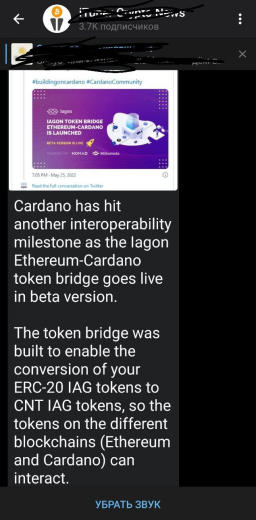 Crypto News
3.7K подписчиков
#buildingoncardano #CardanoCommunity
Iagon
IAGON TOKEN BRIDGE
ETHEREUM-CARDANO
IS LAUNCHED
BETA VERSION IS LIVE
NOMAD
Milkomeda
7:05 PM · May 25, 2022
Read the full conversation on Twitter
Cardano has hit
another interoperability
milestone as the Iagon
Ethereum-Cardano
token bridge goes live
in beta version.
The token bridge was
built to enable the
conversion of your
ERC-20 IAG tokens to
CNT IAG tokens, so the
tokens on the different
blockchains (Ethereum
and Cardano) can
interact.
УБРАТЬ ЗВУК